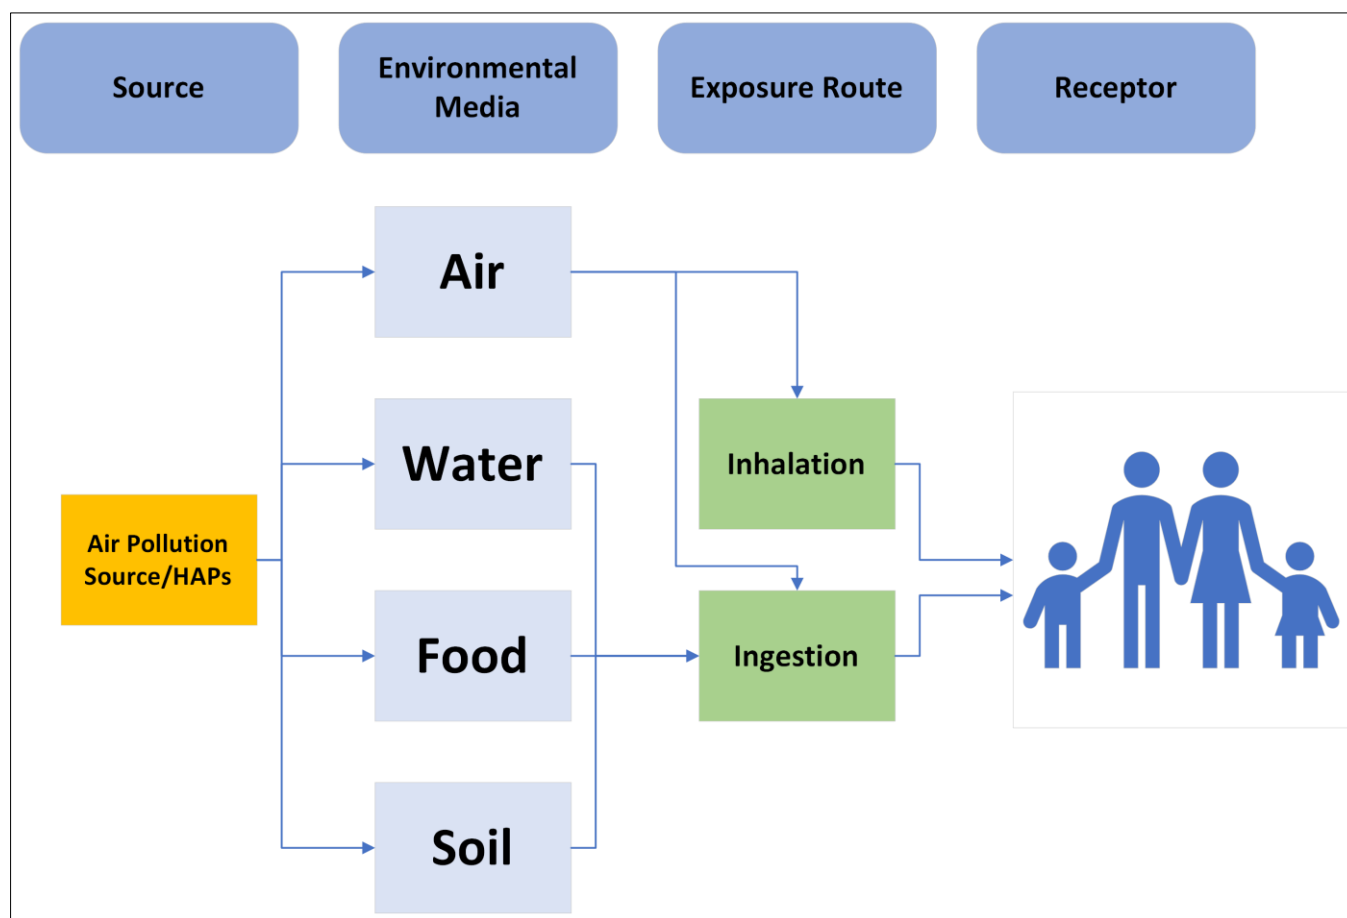 Source
Environmental
Media
Exposure Route
Receptor
Air
Water
Food
Soil
Air Pollution
Source/HAPs
Inhalation
Ingestion